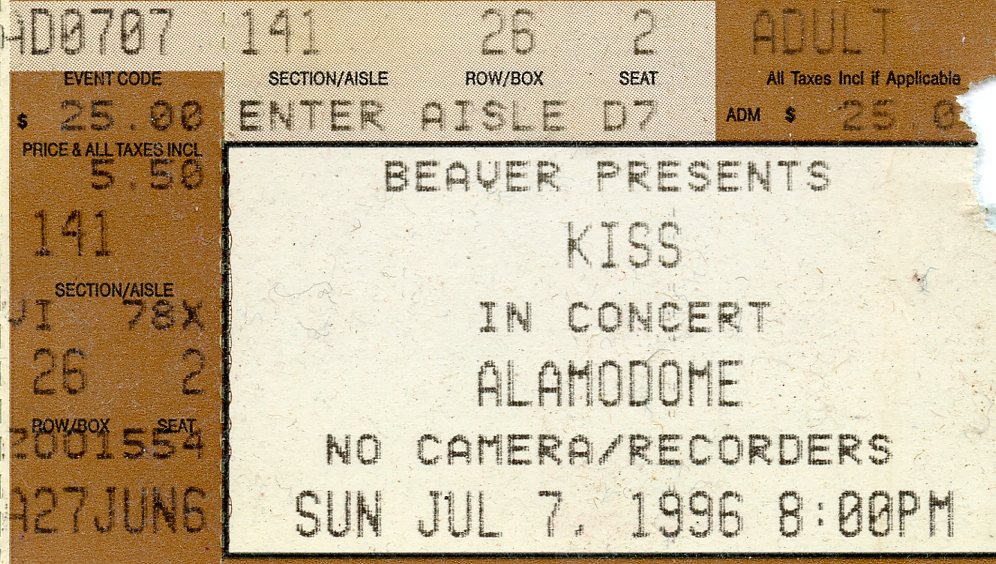 AD0707 141 26 2 ADULT
EVENT CODE SECTION/AISLE ROW/BOX SEAT All Taxes Incl if Applicable
$ 25.00 ENTER AISLE D7 ADM $ 25.0
PRICE & ALL TAXES INCL
5.50
141
SECTION/AISLE
VI 78X
26 2
ROW/BOX SEAT
2001554
A27JUN6
BEAVER PRESENTS
KISS
IN CONCERT
ALAMODOME
NO CAMERA/RECORDERS
SUN JUL 7, 1996 8:00PM